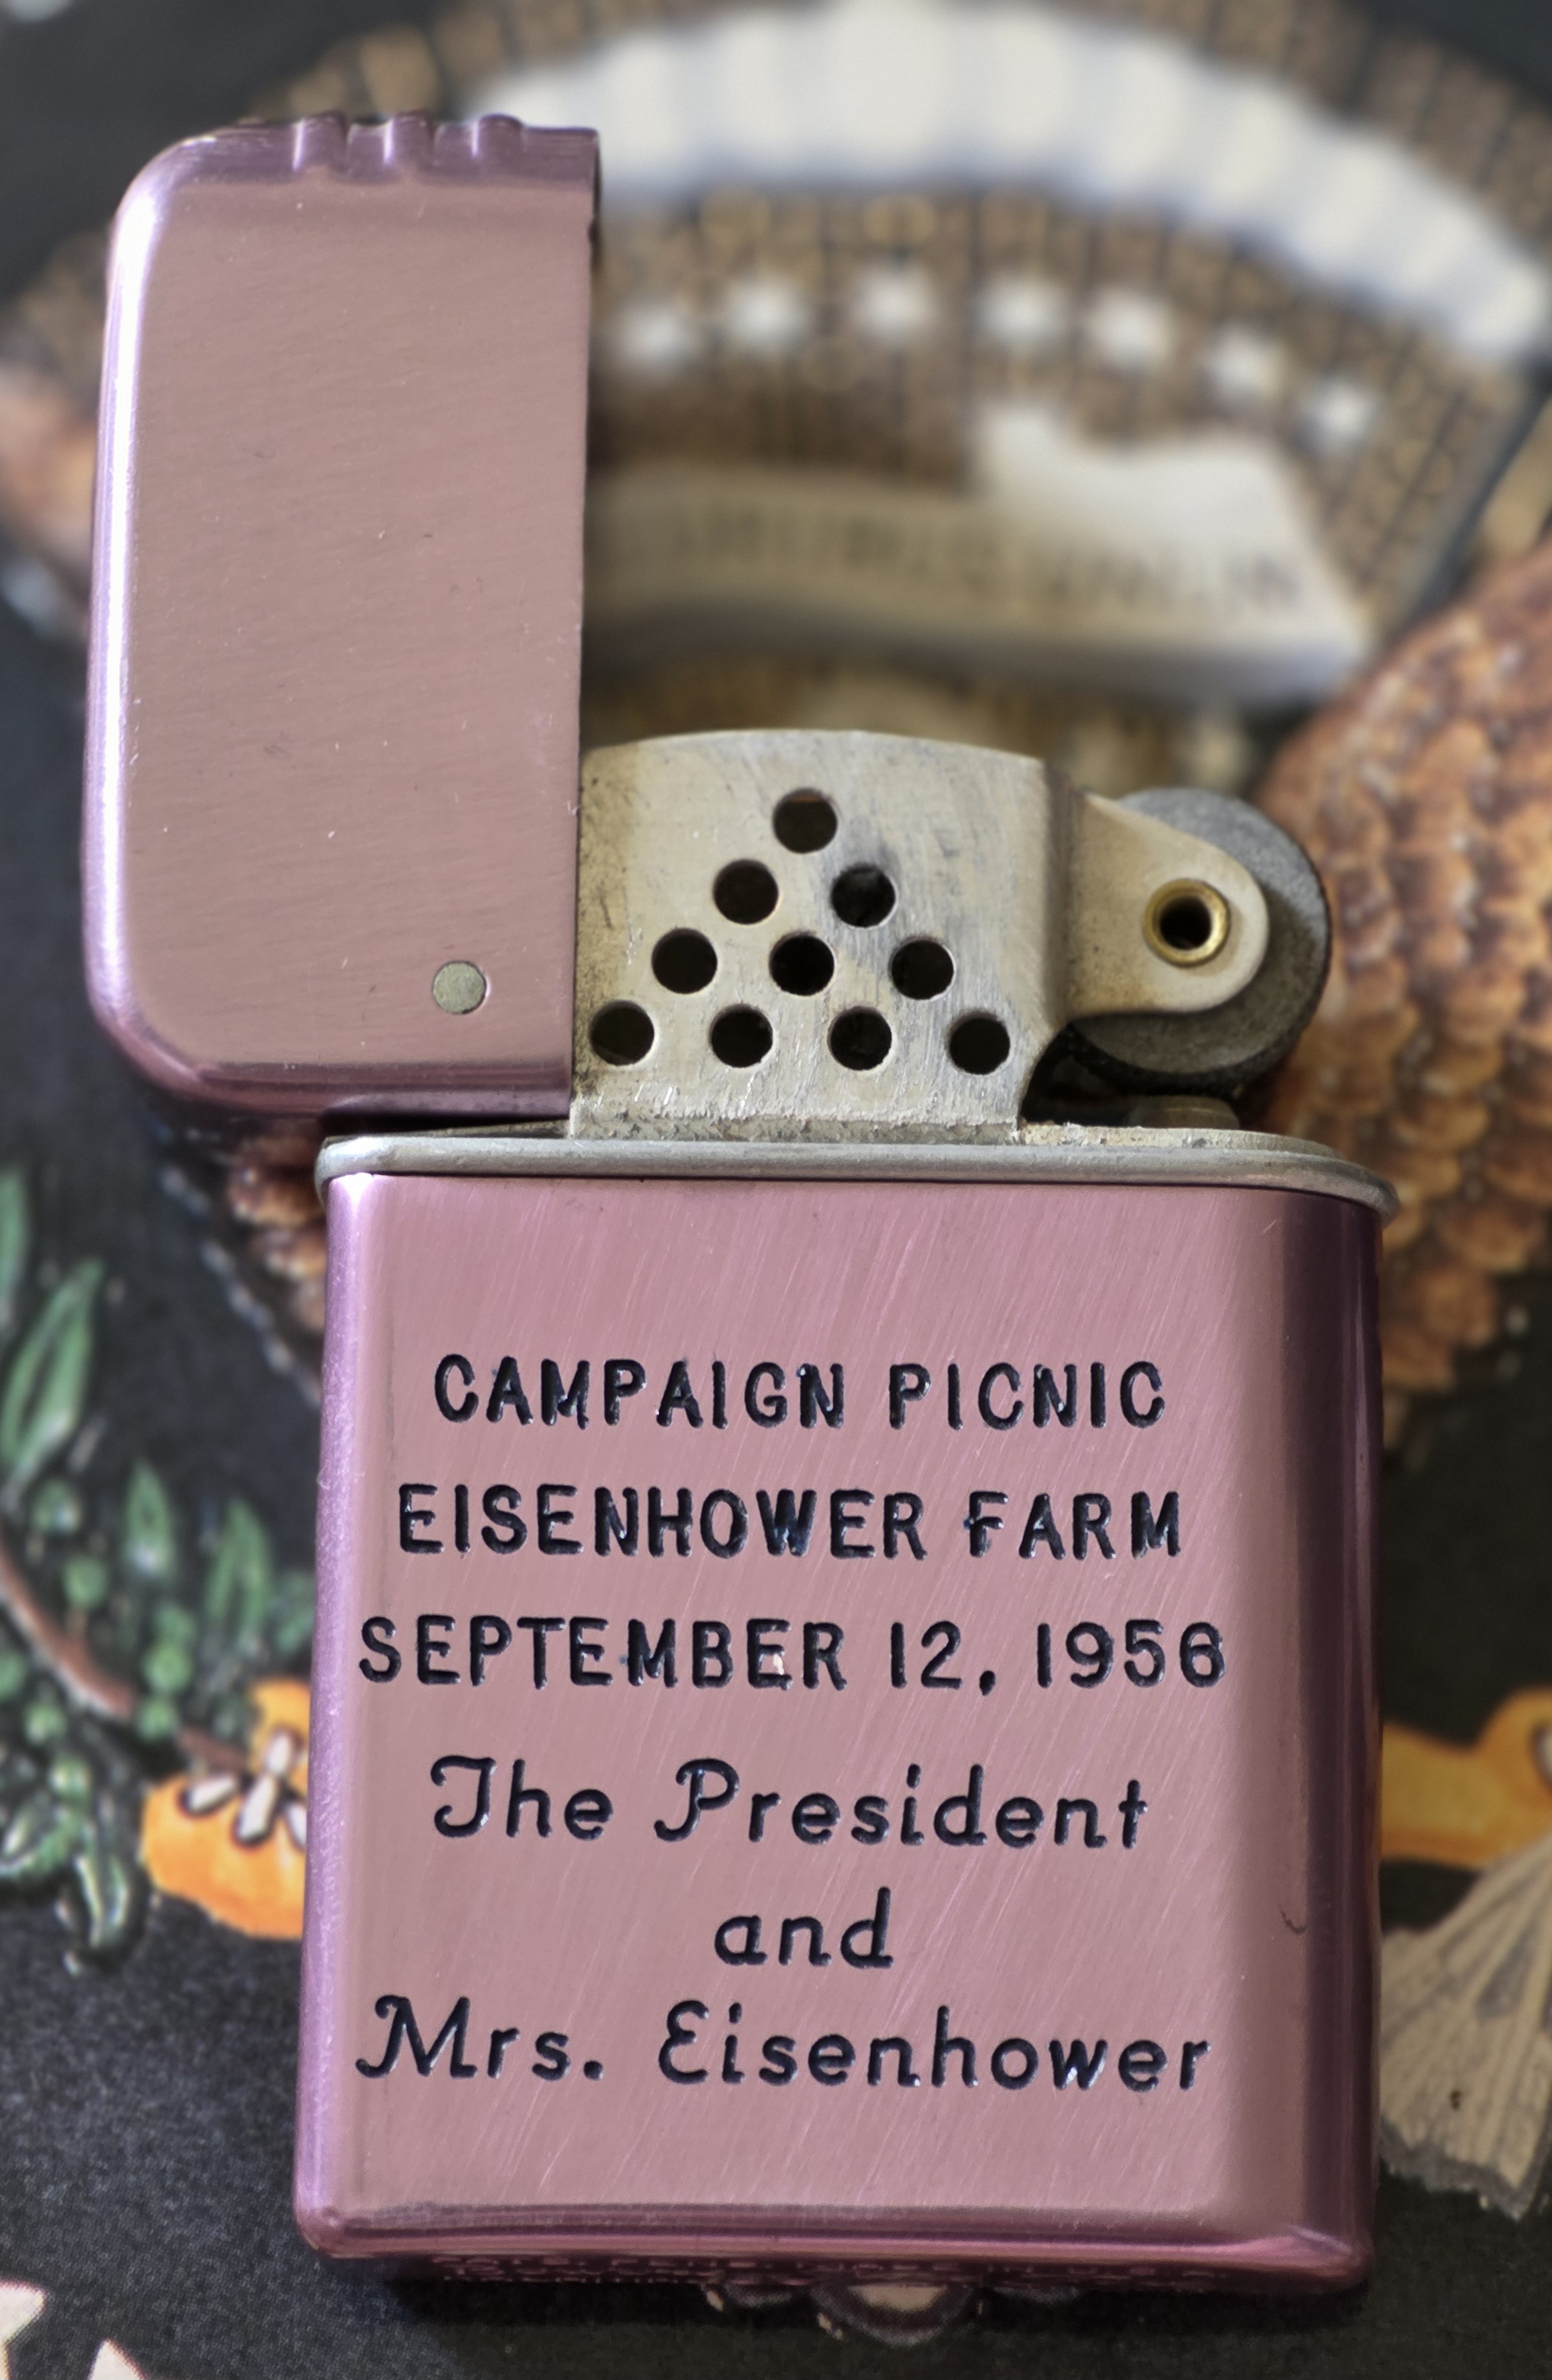 CAMPAIGN PICNIC
EISENHOWER FARM
SEPTEMBER 12, 1956
The President
and
Mrs. Eisenhower